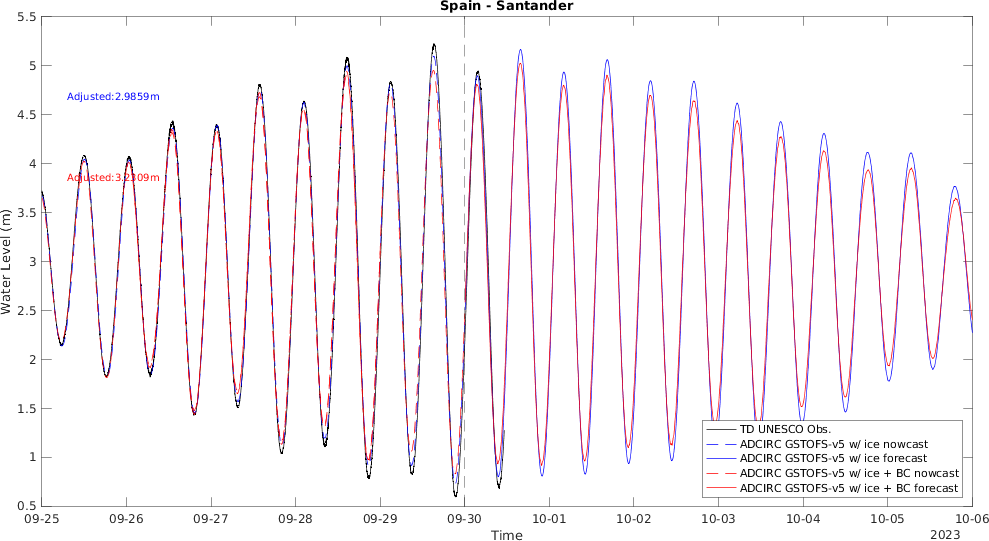 Spain - Santander
5.5
5
4.5
4
3.5
3
2.5
2
1.5
1
0.5
Water Level (m)
Adjusted:2.9859m
Adjusted:3.2309m
TD UNESCO Obs.
ADCIRC GSTOFS-v5 w/ ice nowcast
ADCIRC GSTOFS-v5 w/ ice forecast
ADCIRC GSTOFS-v5 w/ ice + BC nowcast
ADCIRC GSTOFS-v5 w/ ice + BC forecast
09-25 09-26 09-27 09-28 09-29 09-30 10-01 10-02 10-03 10-04 10-05 10-06
Time
2023